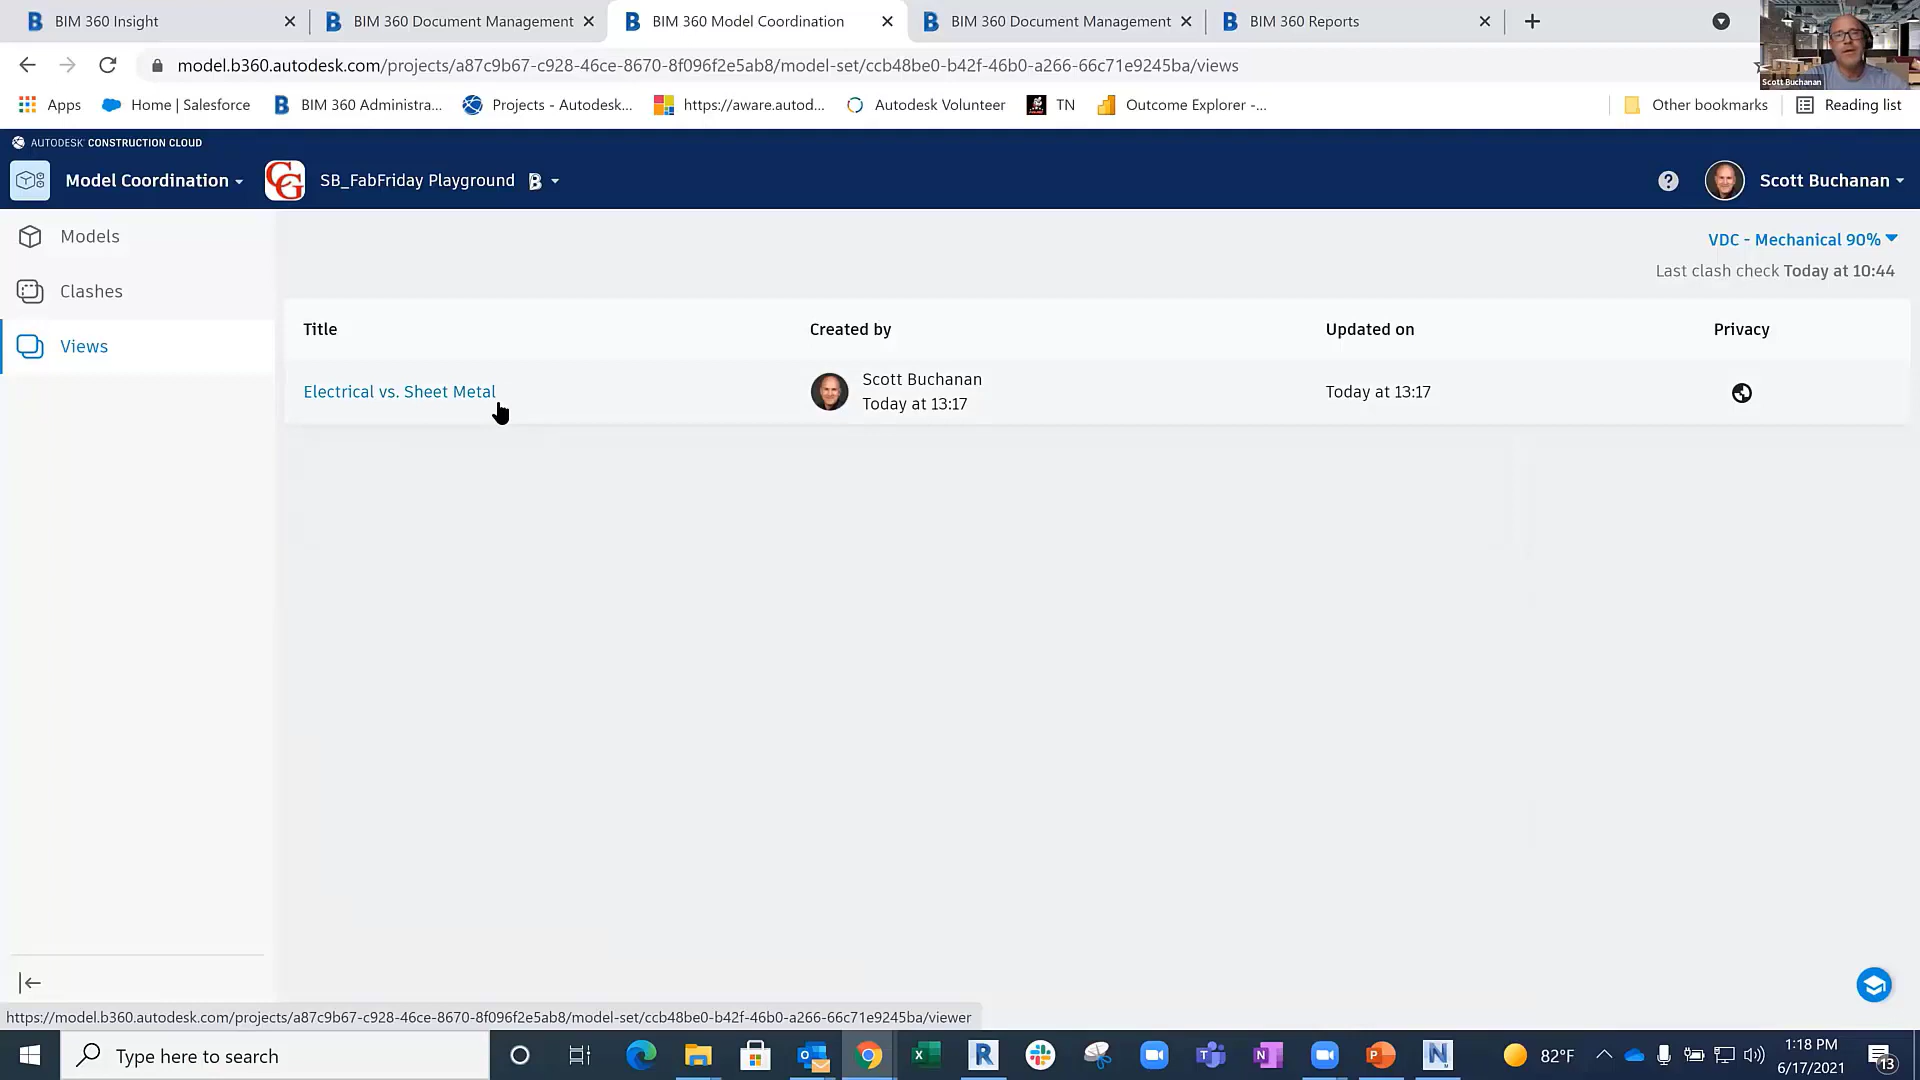 BIM 360 Insight
BIM 360 Document Management
BIM 360 Model Coordination
BIM 360 Document Management
BIM 360 Reports
model.b360.autodesk.com/projects/a87c9b67-c928-46ce-8670-8f096f2e5ab8/model-set/ccb48be0-b42f-46b0-a266-66c71e9245ba/views
Scott Buchanan
Apps
Home | Salesforce
BIM 360 Administra...
Projects - Autodesk...
https://aware.autod...
Autodesk Volunteer
TN
Outcome Explorer -...
Other bookmarks
Reading list
AUTODESK CONSTRUCTION CLOUD
Model Coordination
SB_FabFriday Playground
Scott Buchanan
Models
Clashes
Views
VDC - Mechanical 90%
Last clash check Today at 10:44
Title
Created by
Updated on
Privacy
Electrical vs. Sheet Metal
Scott Buchanan
Today at 13:17
Today at 13:17
https://model.b360.autodesk.com/projects/a87c9b67-c928-46ce-8670-8f096f2e5ab8/model-set/ccb48be0-b42f-46b0-a266-66c71e9245ba/viewer
Type here to search
82°F
1:18 PM
6/17/2021
13